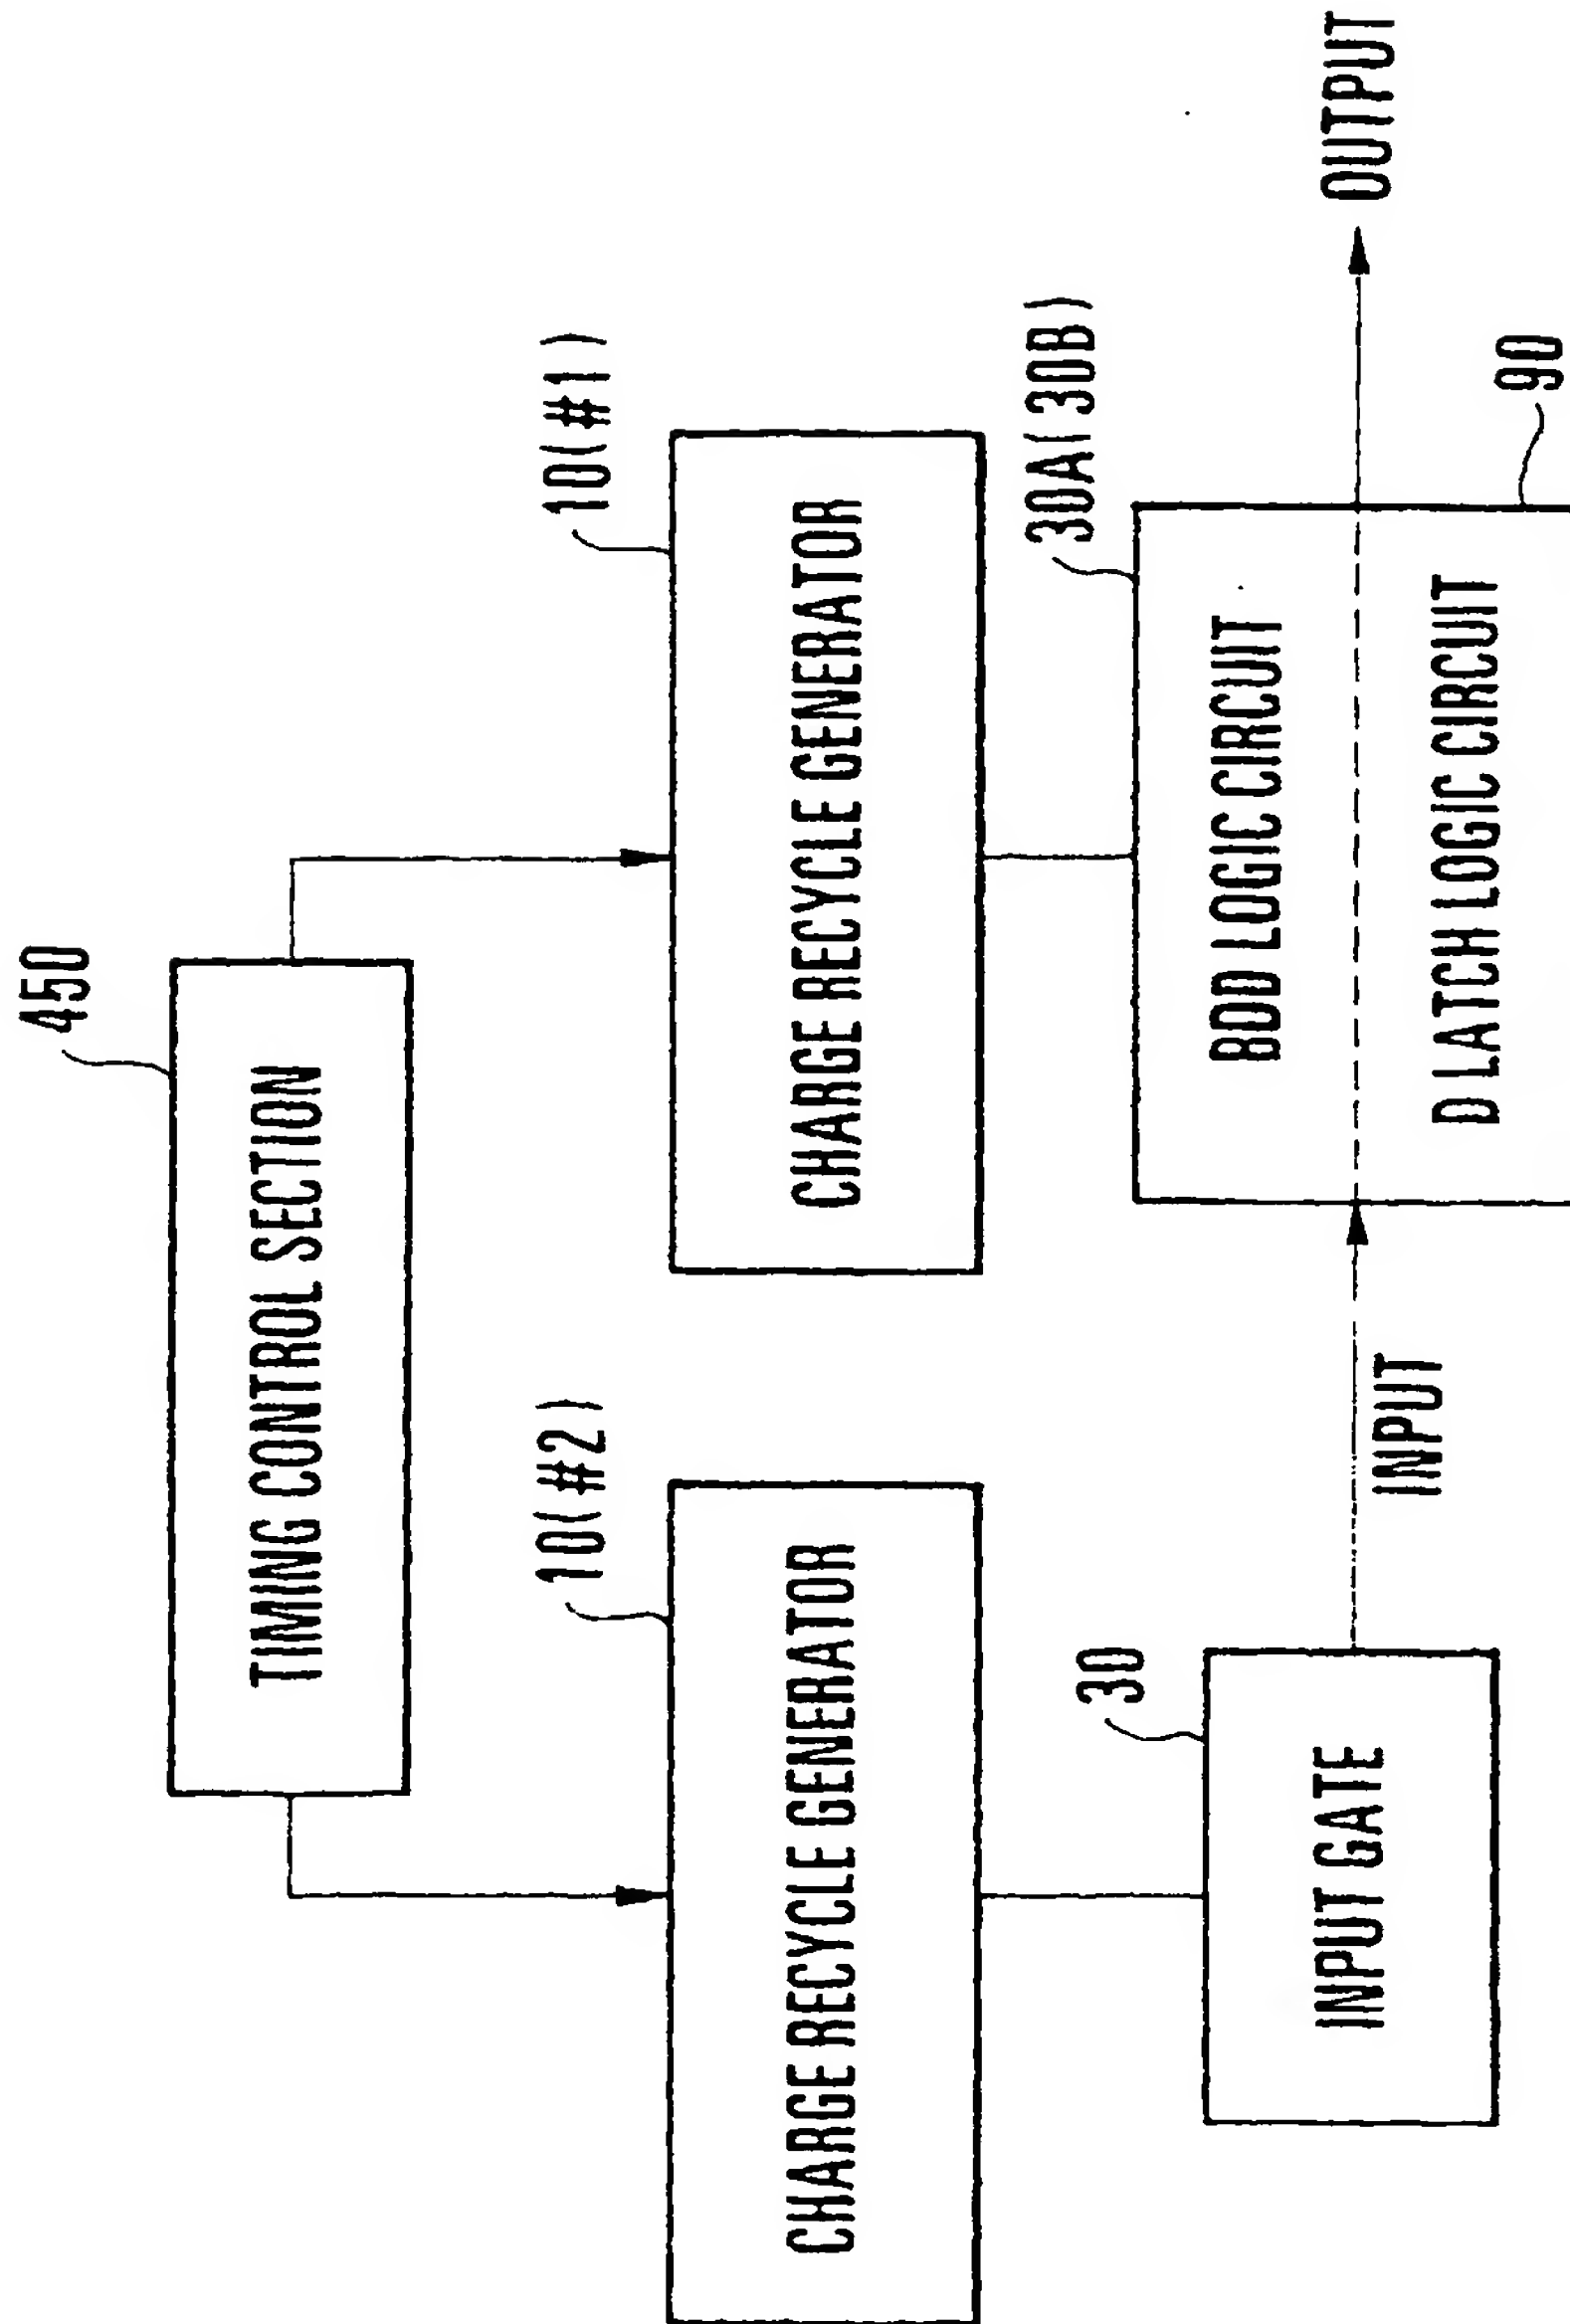 450
TIMING CONTROL SECTION
10(#2)
10(#1)
CHARGE RECYCLE GENERATOR
CHARGE RECYCLE GENERATOR
30
30A(30B)
INPUT GATE
INPUT
BDD LOGIC CIRCUIT
D LATCH LOGIC CIRCUIT
OUTPUT
90